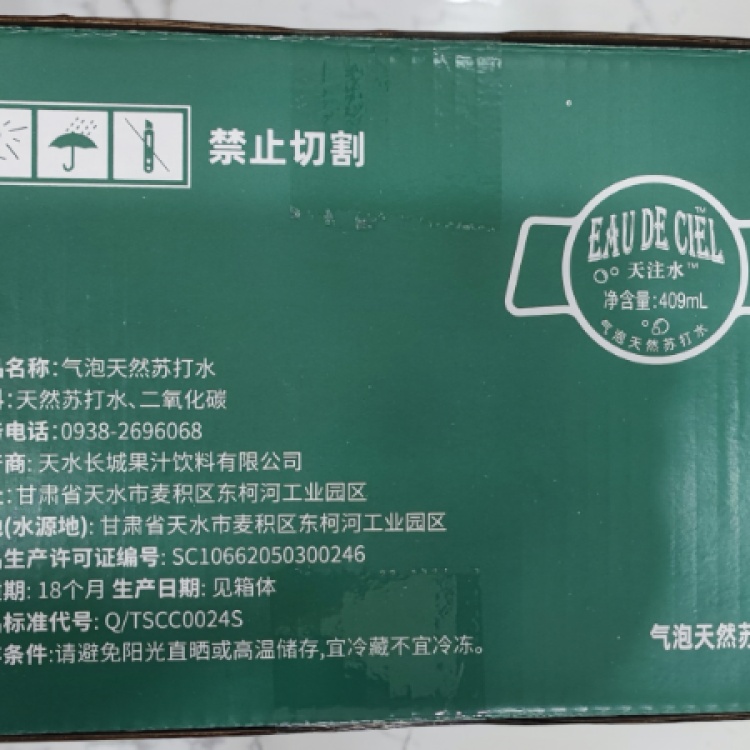 禁止切割
EAU DE CIEL™
天注水™
净含量:409mL
气泡天然苏打水
品名称:气泡天然苏打水
料:天然苏打水、二氧化碳
电话:0938-2696068
商: 天水长城果汁饮料有限公司
甘肃省天水市麦积区东柯河工业园区
(水源地): 甘肃省天水市麦积区东柯河工业园区
品生产许可证编号: SC10662050300246
期: 18个月 生产日期: 见箱体
品标准代号: Q/TSCC0024S
条件:请避免阳光直晒或高温储存,宜冷藏不宜冷冻。
气泡天然苏